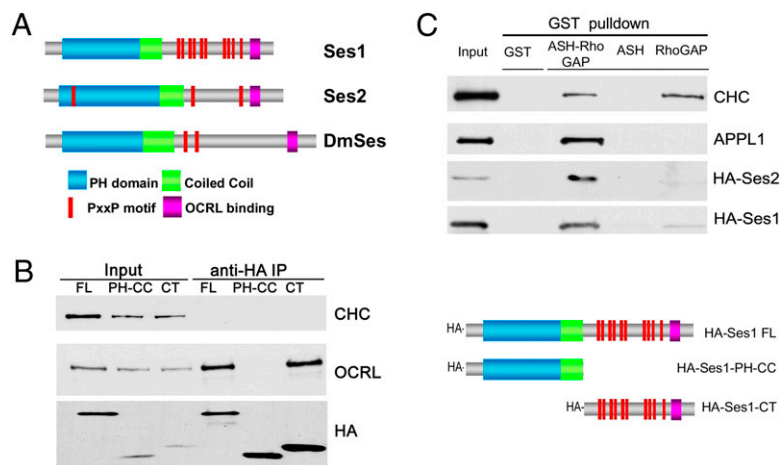 A
Ses1
Ses2
DmSes
PH domain
Coiled Coil
PxxP motif
OCRL binding
B
Input
anti-HA IP
FL PH-CC CT FL PH-CC CT
CHC
OCRL
HA
C
GST pulldown
Input GST ASH-Rho GAP ASH RhoGAP
CHC
APPL1
HA-Ses2
HA-Ses1
HA-
HA-Ses1 FL
HA-
HA-Ses1-PH-CC
HA-
HA-Ses1-CT